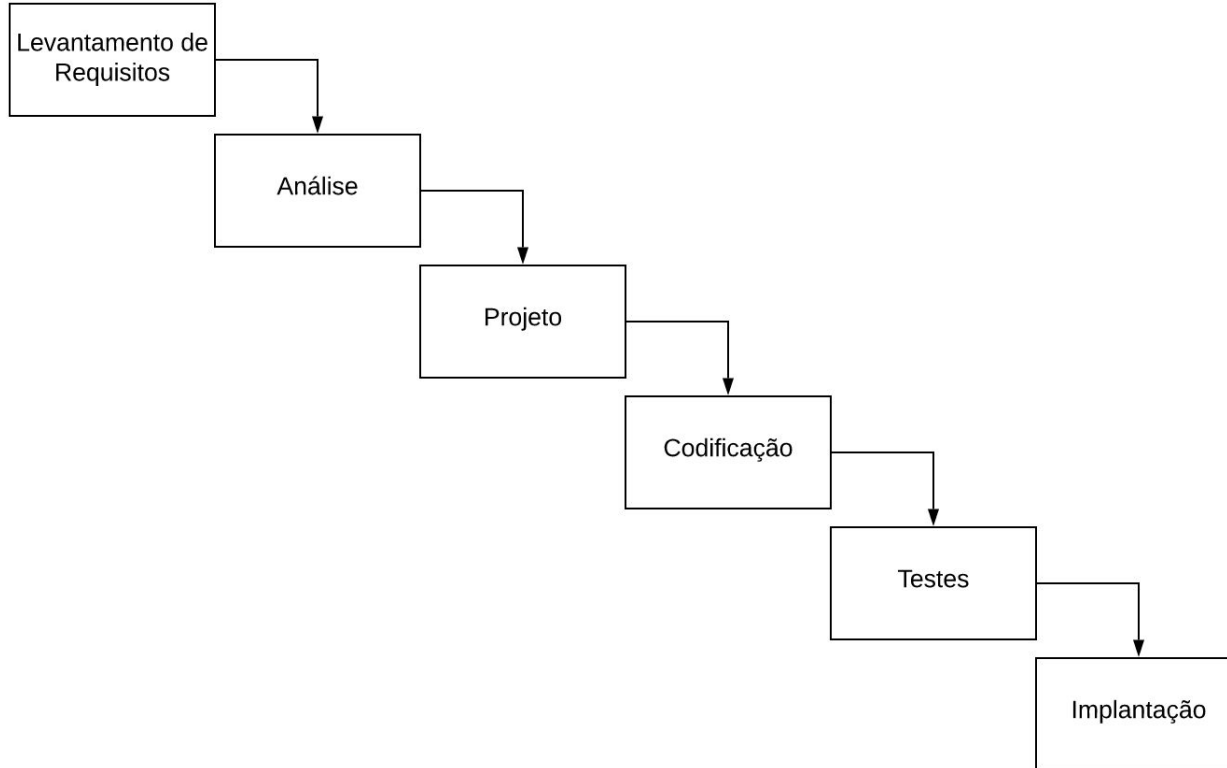 Levantamento de
Requisitos
Análise
Projeto
Codificação
Testes
Implantação